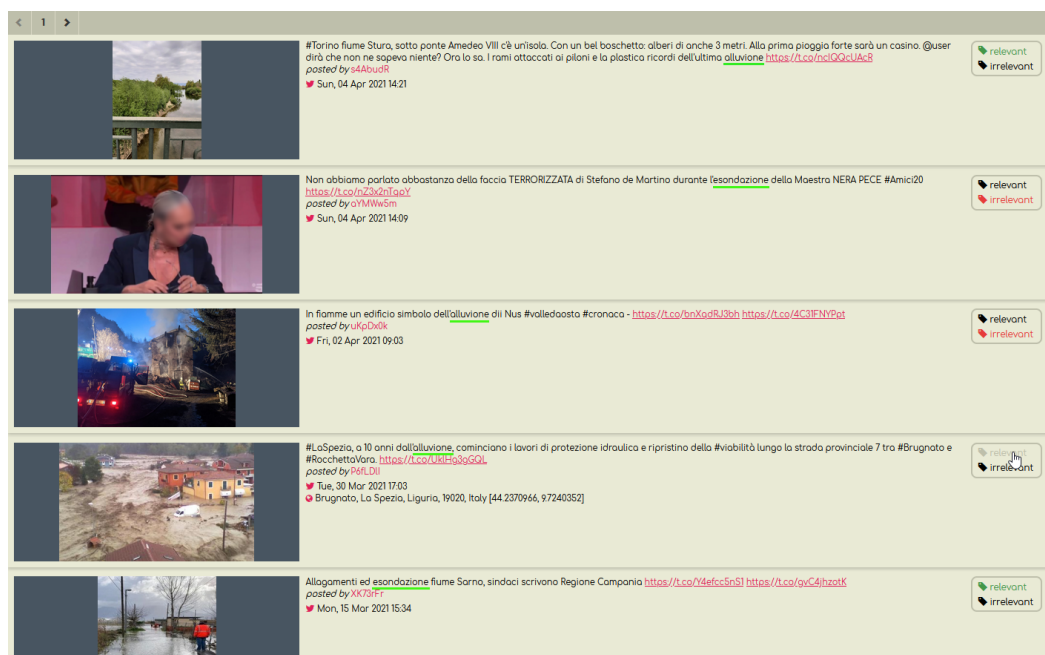 1
#Torino fiume Stura, sotto ponte Amedeo VIII c'è un'isola. Con un bel boschetto: alberi di anche 3 metri. Alla prima pioggia forte sarà un casino. @user
dirà che non ne sapeva niente? Ora lo sa. I rami attaccati ai piloni e la plastica ricordi dell'ultima alluvione https://t.co/nclQQcUAcR
posted by s4AbudR
Sun, 04 Apr 2021 14:21
relevant
irrelevant
Non abbiamo parlato abbastanza della faccia TERRORIZZATA di Stefano de Martino durante l'esondazione della Maestra NERA PECE #Amici20
https://t.co/nZ3x2nTapY
posted by aYMWw5m
Sun, 04 Apr 2021 14:09
relevant
irrelevant
In fiamme un edificio simbolo dell'alluvione dii Nus #valledaosta #cronaca - https://t.co/bnXqdRJ3bh https://t.co/4C31FNYPpt
posted by uKpDx0k
Fri, 02 Apr 2021 09:03
relevant
irrelevant
#LaSpezia, a 10 anni dall'alluvione, cominciano i lavori di protezione idraulica e ripristino della #viabilità lungo la strada provinciale 7 tra #Brugnato e
#RocchettaVara. https://t.co/UklHg3gGQL
posted by P6fLDII
Tue, 30 Mar 2021 17:03
Brugnato, La Spezia, Liguria, 19020, Italy [44.2370966, 9.7240352]
relevant
irrelevant
Allagamenti ed esondazione fiume Sarno, sindaci scrivono Regione Campania https://t.co/Y4efcc5nS1 https://t.co/gvC4jhzotK
posted by XK73rFr
Mon, 15 Mar 2021 15:34
relevant
irrelevant